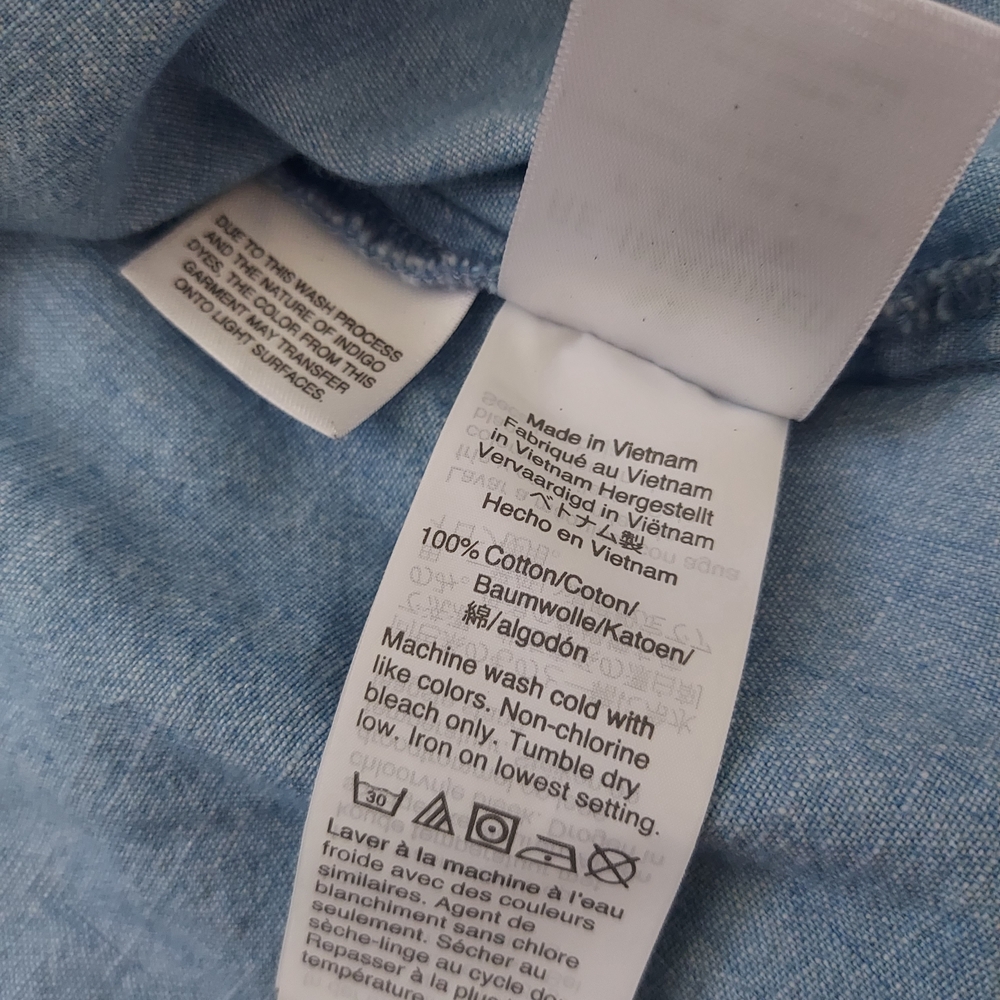 DUE TO THIS WASH PROCESS
AND THE NATURE OF INDIGO
DYES, THE COLOR FROM THIS
GARMENT MAY TRANSFER
ONTO LIGHT SURFACES.
Made in Vietnam
Fabriqué au Vietnam
in Vietnam Hergestellt
Vervaardigd in Viëtnam
ベトナム製
Hecho en Vietnam
100% Cotton/Coton/
Baumwolle/Katoen/
綿/algodón
Machine wash cold with
like colors. Non-chlorine
bleach only. Tumble dry
low. Iron on lowest setting.
30
Laver à la machine à l'eau
froide avec des couleurs
similaires. Agent de
blanchiment sans chlore
seulement. Sécher au
sèche-linge au cycle
Repasser à la plus
température